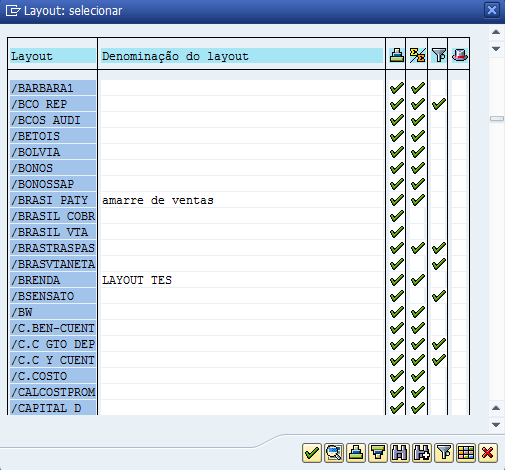 Layout: selecionar
Layout Denominação do layout
/BARBARA1
/BCO REP
/BCOS AUDI
/BETOIS
/BOLVIA
/BONOS
/BONOSSAP
/BRASI PATY amarre de ventas
/BRASIL COBR
/BRASIL VTA
/BRASTRASPAS
/BRASVTANETA
/BRENDA LAYOUT TES
/BSENSATO
/BW
/C.BEN-CUENT
/C.C GTO DEP
/C.C Y CUENT
/C.COSTO
/CALCOSTPROM
/CAPITAL D